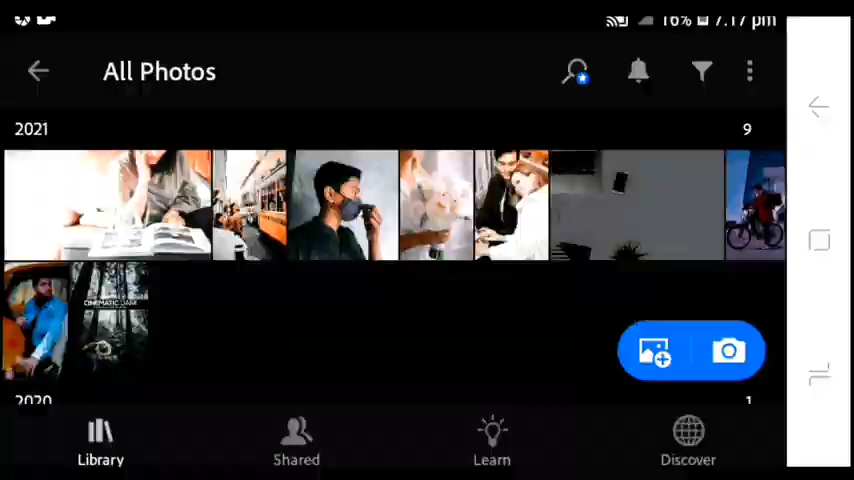 16% 7.17 pm
All Photos
2021 9
CINEMATIC DARK
2020 1
Library Shared Learn Discover